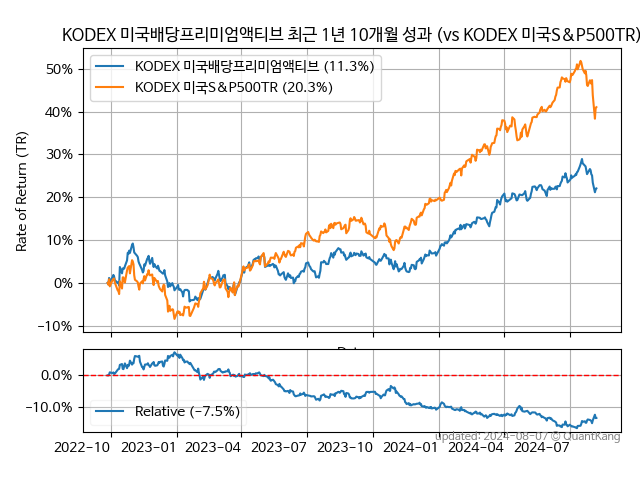 KODEX 미국배당프리미엄액티브 최근 1년 10개월 성과 (vs KODEX 미국S&P500TR)
KODEX 미국배당프리미엄액티브 (11.3%)
KODEX 미국S&P500TR (20.3%)
Rate of Return (TR)
50%
40%
30%
20%
10%
0%
−10%
0.0%
−10.0%
Relative (−7.5%)
2022-10 2023-01 2023-04 2023-07 2023-10 2024-01 2024-04 2024-07
updated: 2024-08-07 © QuantKang